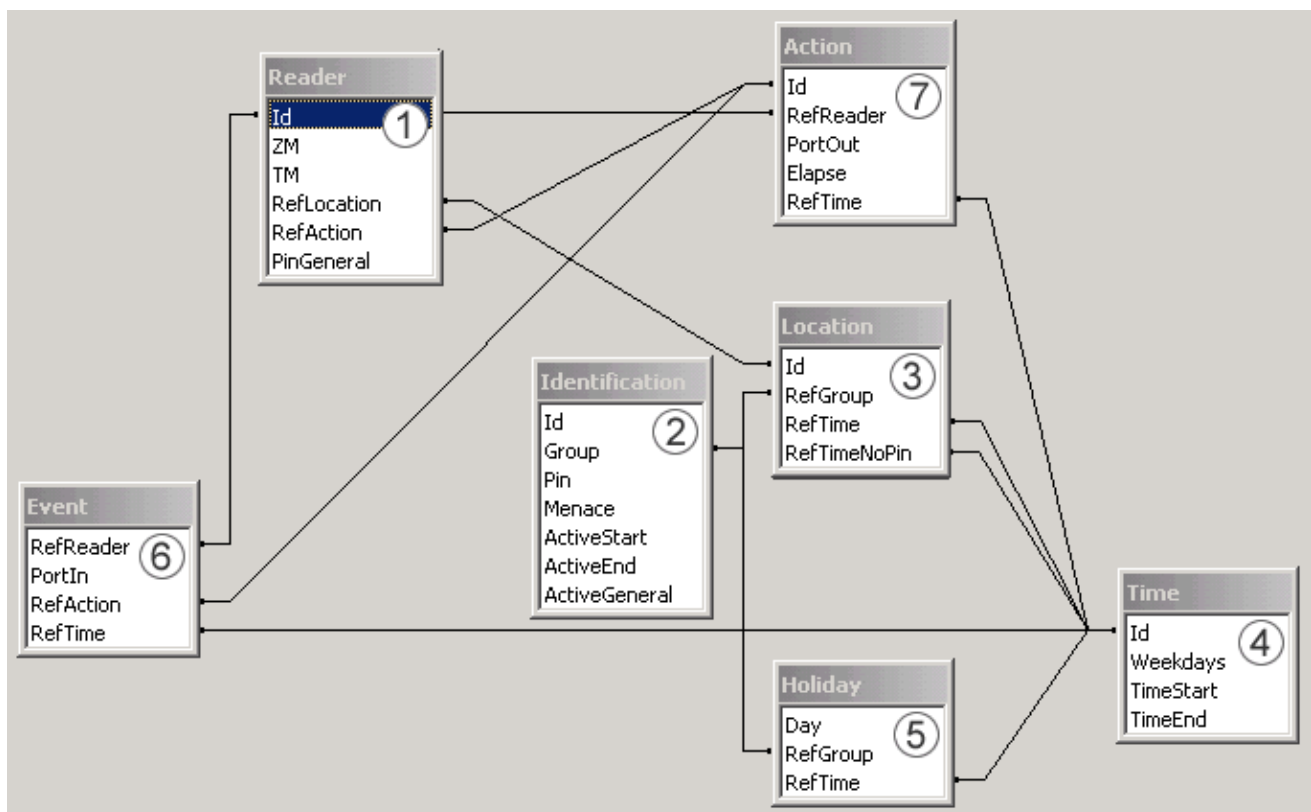 Reader
Id
1
ZM
TM
RefLocation
RefAction
PinGeneral
Action
Id
7
RefReader
PortOut
Elapse
RefTime
Location
Id
3
RefGroup
RefTime
RefTimeNoPin
Identification
Id
2
Group
Pin
Menace
ActiveStart
ActiveEnd
ActiveGeneral
Event
RefReader
6
PortIn
RefAction
RefTime
Time
Id
4
Weekdays
TimeStart
TimeEnd
Holiday
Day
5
RefGroup
RefTime